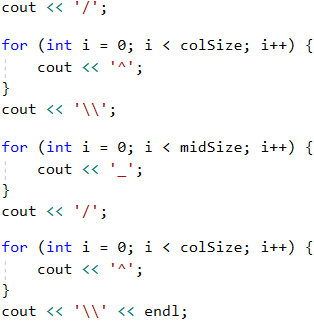 cout << '/';
for (int i = 0; i < colSize; i++) {
cout << '^';
}
cout << '\\';
for (int i = 0; i < midSize; i++) {
cout << '_';
}
cout << '/';
for (int i = 0; i < colSize; i++) {
cout << '^';
}
cout << '\\' << endl;